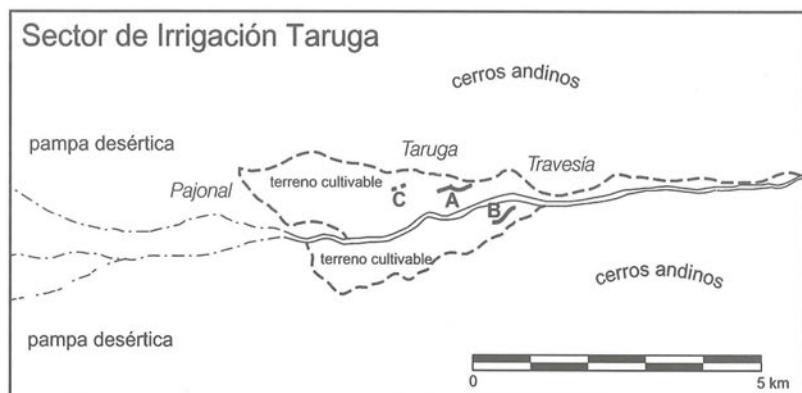 Sector de Irrigación Taruga
cerros andinos
pampa desértica
Taruga
Travesía
Pajonal
terreno cultivable
C
A
B
terreno cultivable
cerros andinos
pampa desértica
0
5 km